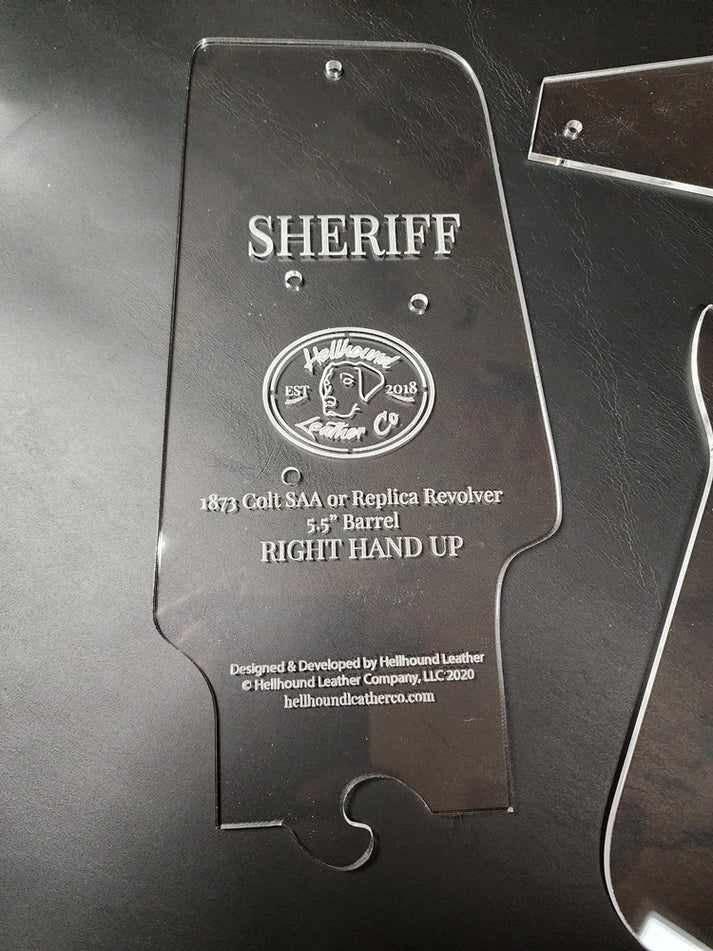 SHERIFF
Hellhound
EST 2018
Leather Co
1873 Colt SAA or Replica Revolver
5.5" Barrel
RIGHT HAND UP
Designed & Developed by Hellhound Leather
© Hellhound Leather Company, LLC 2020
hellhoundleatherco.com